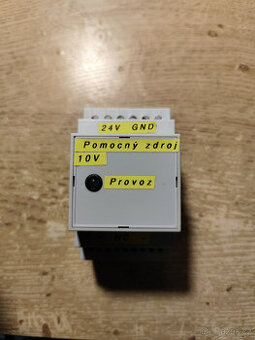 24V GND
Pomocný zdroj
10V
Provoz